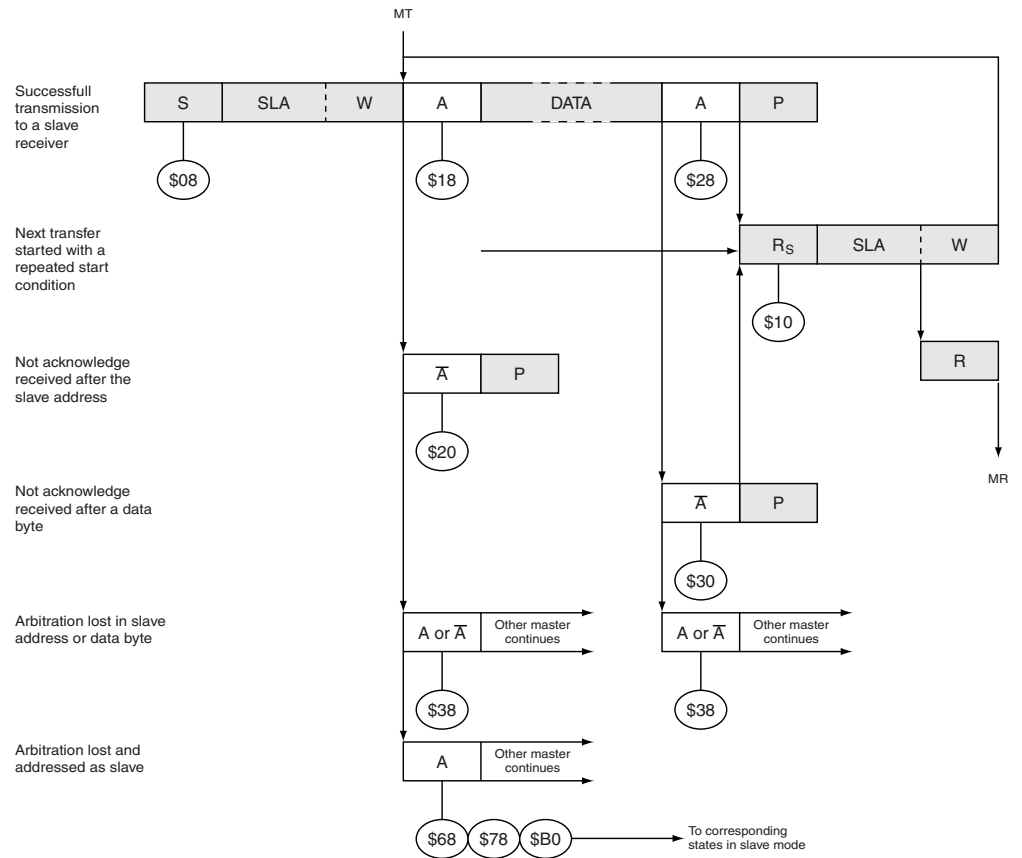 MT
Successfull
transmission
to a slave
receiver
S
SLA
W
A
DATA
A
P
$08
$18
$28
Next transfer
started with a
repeated start
condition
RS
SLA
W
$10
Not acknowledge
received after the
slave address
A̅
P
R
$20
MR
Not acknowledge
received after a data
byte
A̅
P
$30
Arbitration lost in slave
address or data byte
A or A̅
Other master
continues
A or A̅
Other master
continues
$38
$38
Arbitration lost and
addressed as slave
A
Other master
continues
$68
$78
$B0
To corresponding
states in slave mode